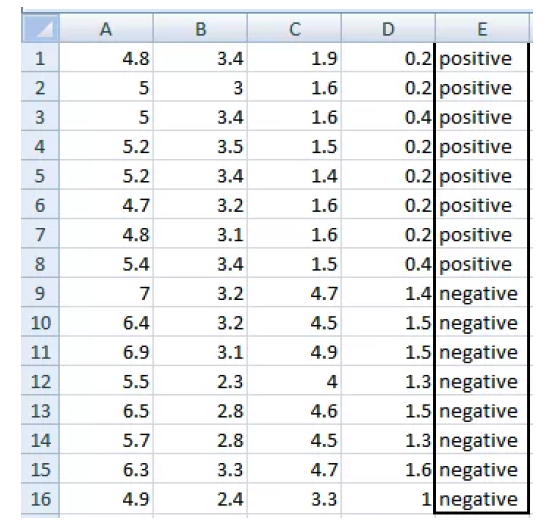 A B C D E
1 4.8 3.4 1.9 0.2 positive
2 5 3 1.6 0.2 positive
3 5 3.4 1.6 0.4 positive
4 5.2 3.5 1.5 0.2 positive
5 5.2 3.4 1.4 0.2 positive
6 4.7 3.2 1.6 0.2 positive
7 4.8 3.1 1.6 0.2 positive
8 5.4 3.4 1.5 0.4 positive
9 7 3.2 4.7 1.4 negative
10 6.4 3.2 4.5 1.5 negative
11 6.9 3.1 4.9 1.5 negative
12 5.5 2.3 4 1.3 negative
13 6.5 2.8 4.6 1.5 negative
14 5.7 2.8 4.5 1.3 negative
15 6.3 3.3 4.7 1.6 negative
16 4.9 2.4 3.3 1 negative